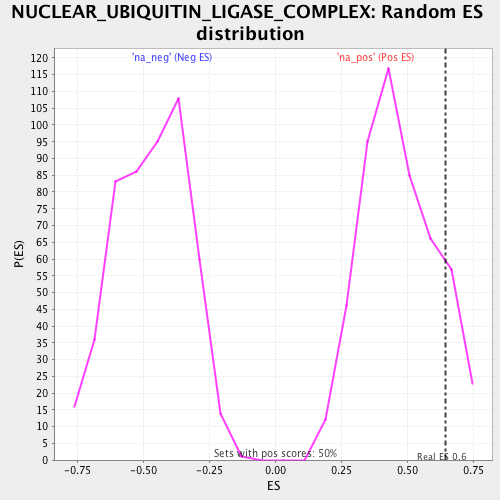 NUCLEAR_UBIQUITIN_LIGASE_COMPLEX: Random ES
distribution
'na_neg' (Neg ES)
'na_pos' (Pos ES)
120
115
110
105
100
95
90
85
80
75
70
65
60
55
50
45
40
35
30
25
20
15
10
5
0
P(ES)
Sets with pos scores: 50%
Real ES 0.6
-0.75 -0.50 -0.25 0.00 0.25 0.50 0.75
ES